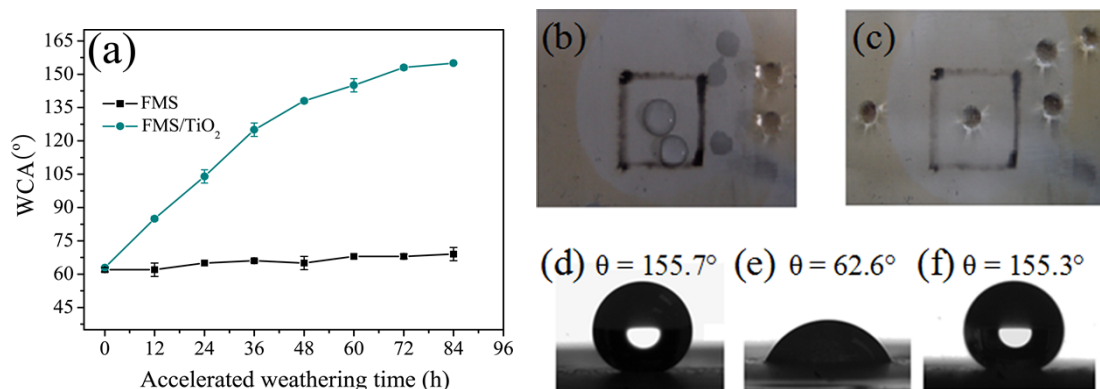 (a)
165
150
135
120
105
90
75
60
45
WCA(°)
FMS
FMS/TiO₂
0 12 24 36 48 60 72 84 96
Accelerated weathering time (h)
(b)
(c)
(d) θ = 155.7°
(e) θ = 62.6°
(f) θ = 155.3°